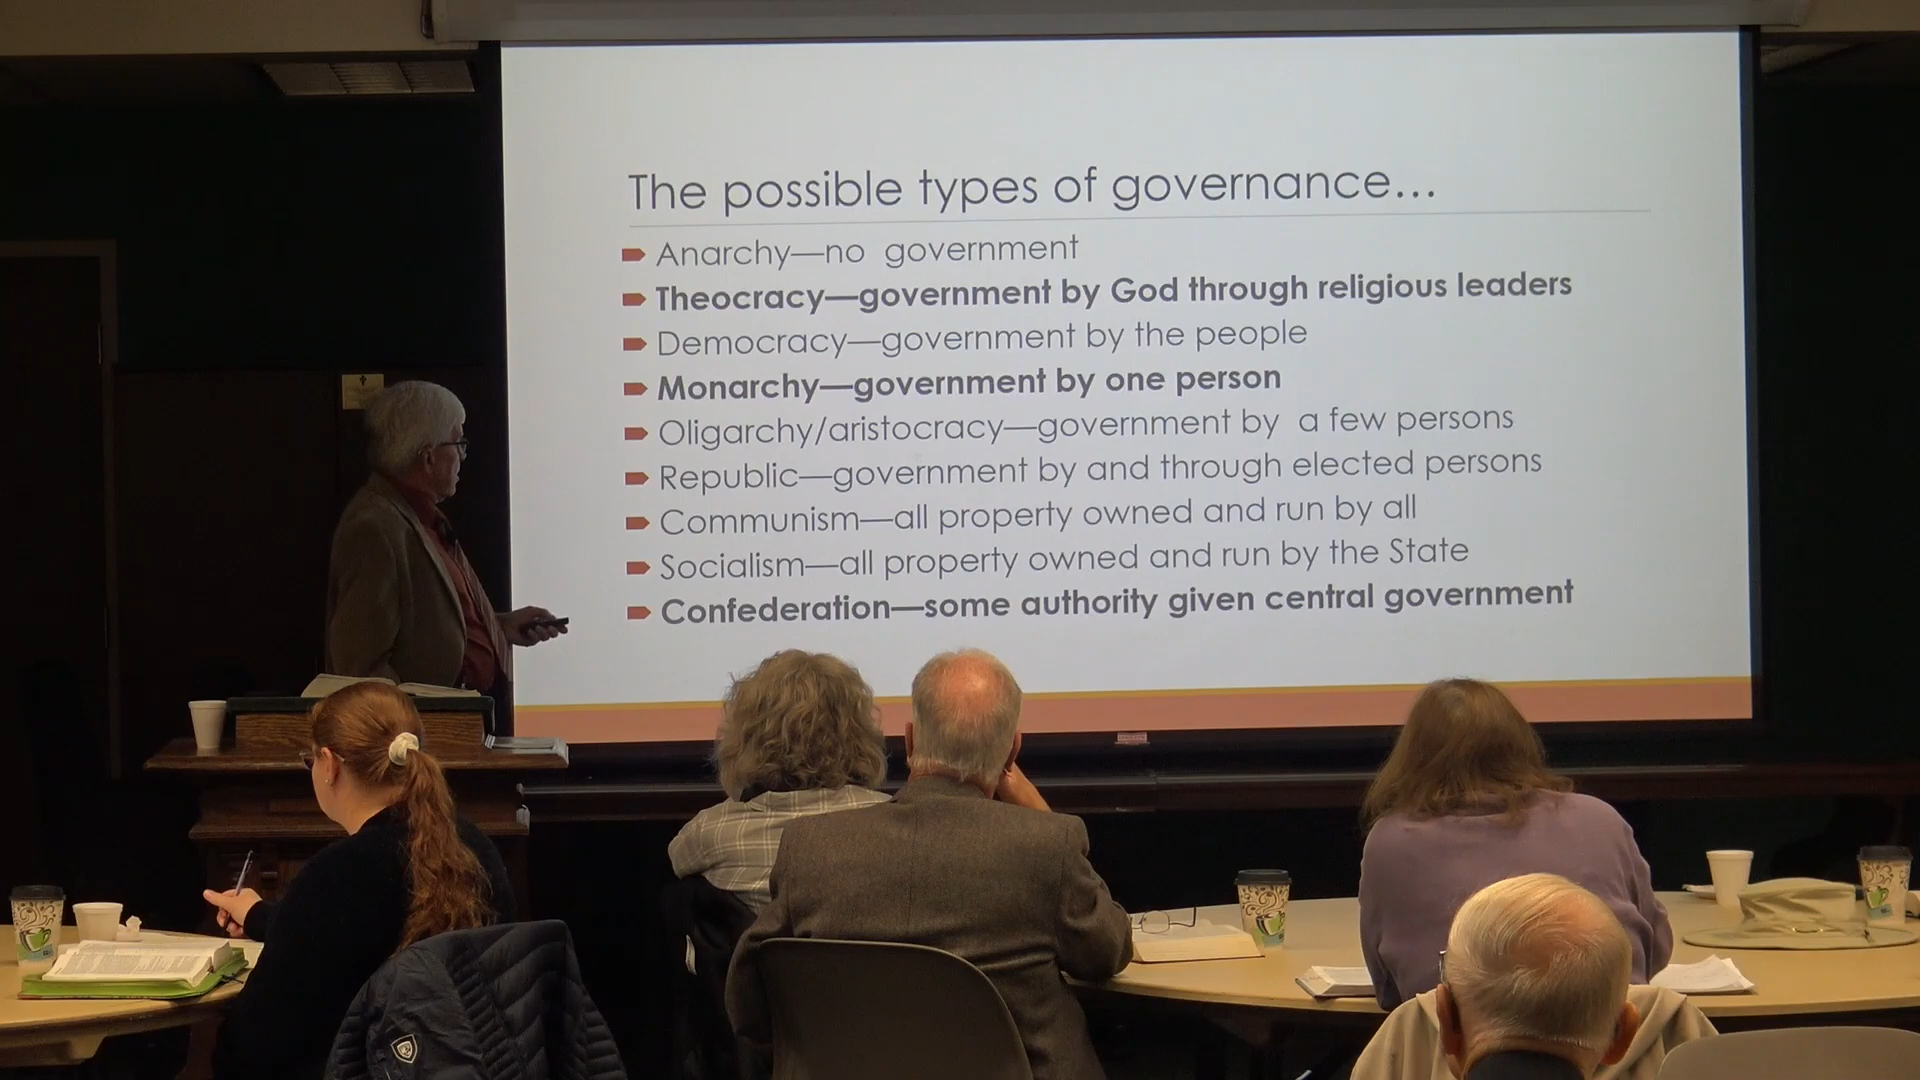 The possible types of governance…
Anarchy—no government
Theocracy—government by God through religious leaders
Democracy—government by the people
Monarchy—government by one person
Oligarchy/aristocracy—government by a few persons
Republic—government by and through elected persons
Communism—all property owned and run by all
Socialism—all property owned and run by the State
Confederation—some authority given central government